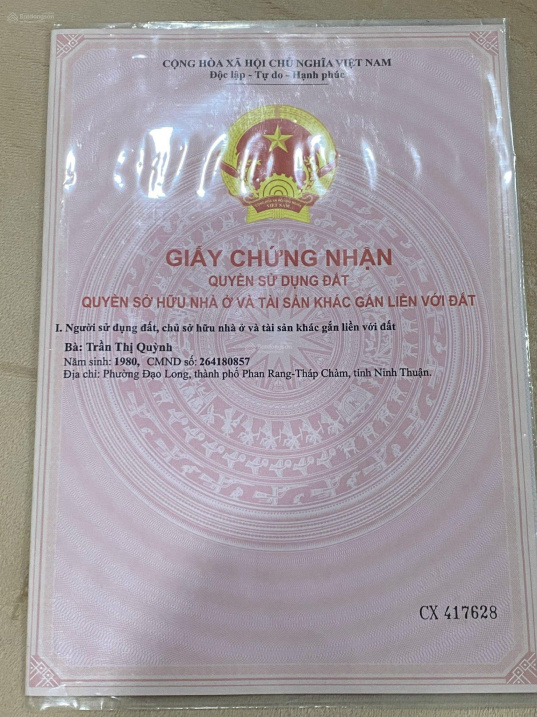 CỘNG HÒA XÃ HỘI CHỦ NGHĨA VIỆT NAM
Độc lập - Tự do - Hạnh phúc
VIỆT NAM
GIẤY CHỨNG NHẬN
QUYỀN SỬ DỤNG ĐẤT
QUYỀN SỞ HỮU NHÀ Ở VÀ TÀI SẢN KHÁC GẮN LIỀN VỚI ĐẤT
I. Người sử dụng đất, chủ sở hữu nhà ở và tài sản khác gắn liền với đất
Bà: Trần Thị Quỳnh
Năm sinh: 1980, CMND số: 264180857
Địa chỉ: Phường Đạo Long, thành phố Phan Rang-Tháp Chàm, tỉnh Ninh Thuận.
CX 417628